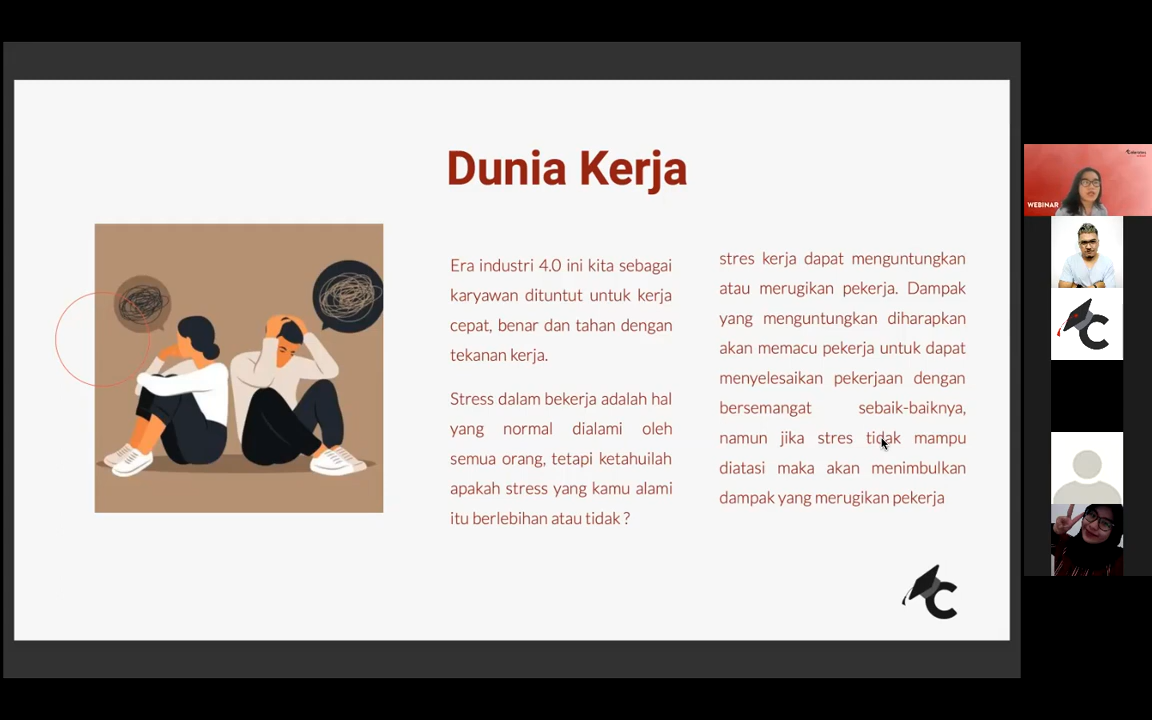 Dunia Kerja
Era industri 4.0 ini kita sebagai
karyawan dituntut untuk kerja
cepat, benar dan tahan dengan
tekanan kerja.
Stress dalam bekerja adalah hal
yang normal dialami oleh
semua orang, tetapi ketahuilah
apakah stress yang kamu alami
itu berlebihan atau tidak ?
stres kerja dapat menguntungkan
atau merugikan pekerja. Dampak
yang menguntungkan diharapkan
akan memacu pekerja untuk dapat
menyelesaikan pekerjaan dengan
bersemangat sebaik-baiknya,
namun jika stres tidak mampu
diatasi maka akan menimbulkan
dampak yang merugikan pekerja
WEBINAR